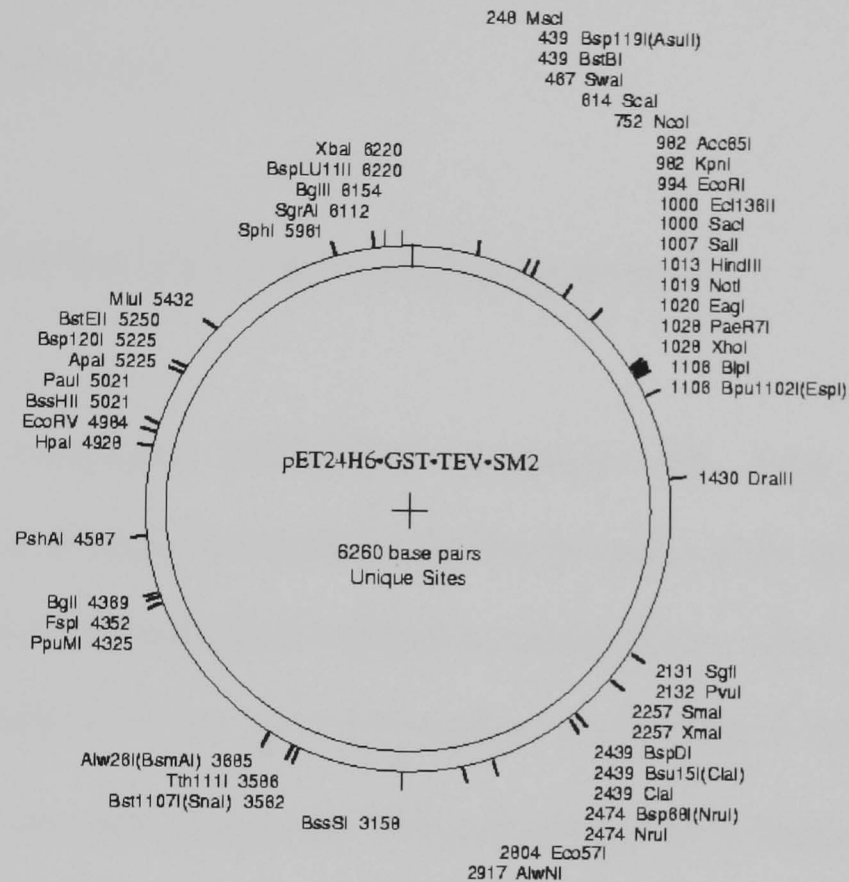 248 MscI
439 Bsp119I(AsuII)
439 BstBI
467 SwaI
614 ScaI
752 NcoI
982 Acc65I
982 KpnI
994 EcoRI
1000 Ecl136II
1000 SacI
1007 SalI
1013 HindIII
1019 NotI
1020 EagI
1028 PaeR7I
1028 XhoI
1106 BlpI
1106 Bpu1102I(EspI)
1430 DraIII
XbaI 6220
BspLU11II 6220
BglII 6154
SgrAI 6112
SphI 5961
MluI 5432
BstEII 5250
Bsp120I 5225
ApaI 5225
PauI 5021
BssHII 5021
EcoRV 4984
HpaI 4928
pET24H6•GST•TEV•SM2
6260 base pairs
Unique Sites
PshAI 4587
BglI 4369
FspI 4352
PpuMI 4325
2131 SgfI
2132 PvuI
2257 SmaI
2257 XmaI
2439 BspDI
2439 Bsu15I(ClaI)
2439 ClaI
2474 Bsp68I(NruI)
2474 NruI
2804 Eco57I
2917 AlwNI
Alw26I(BsmAI) 3685
Tth111I 3586
Bst1107I(SnaI) 3562
BssSI 3158